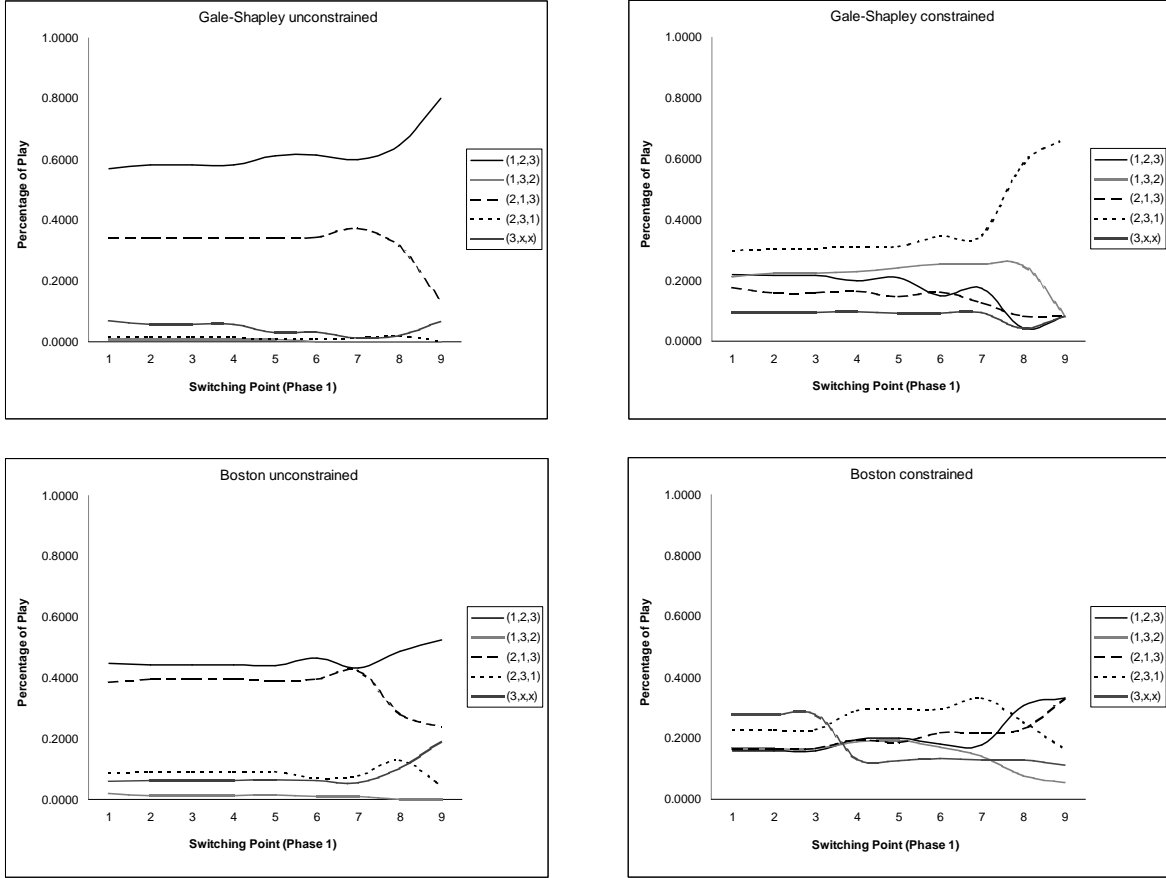 Gale-Shapley unconstrained
1.0000
0.8000
0.6000
0.4000
0.2000
0.0000
Percentage of Play
1 2 3 4 5 6 7 8 9
Switching Point (Phase 1)
(1,2,3)
(1,3,2)
(2,1,3)
(2,3,1)
(3,x,x)
Gale-Shapley constrained
1.0000
0.8000
0.6000
0.4000
0.2000
0.0000
Percentage of Play
1 2 3 4 5 6 7 8 9
Switching Point (Phase 1)
(1,2,3)
(1,3,2)
(2,1,3)
(2,3,1)
(3,x,x)
Boston unconstrained
1.0000
0.8000
0.6000
0.4000
0.2000
0.0000
Percentage of Play
1 2 3 4 5 6 7 8 9
Switching Point (Phase 1)
(1,2,3)
(1,3,2)
(2,1,3)
(2,3,1)
(3,x,x)
Boston constrained
1.0000
0.8000
0.6000
0.4000
0.2000
0.0000
Percentage of Play
1 2 3 4 5 6 7 8 9
Switching Point (Phase 1)
(1,2,3)
(1,3,2)
(2,1,3)
(2,3,1)
(3,x,x)